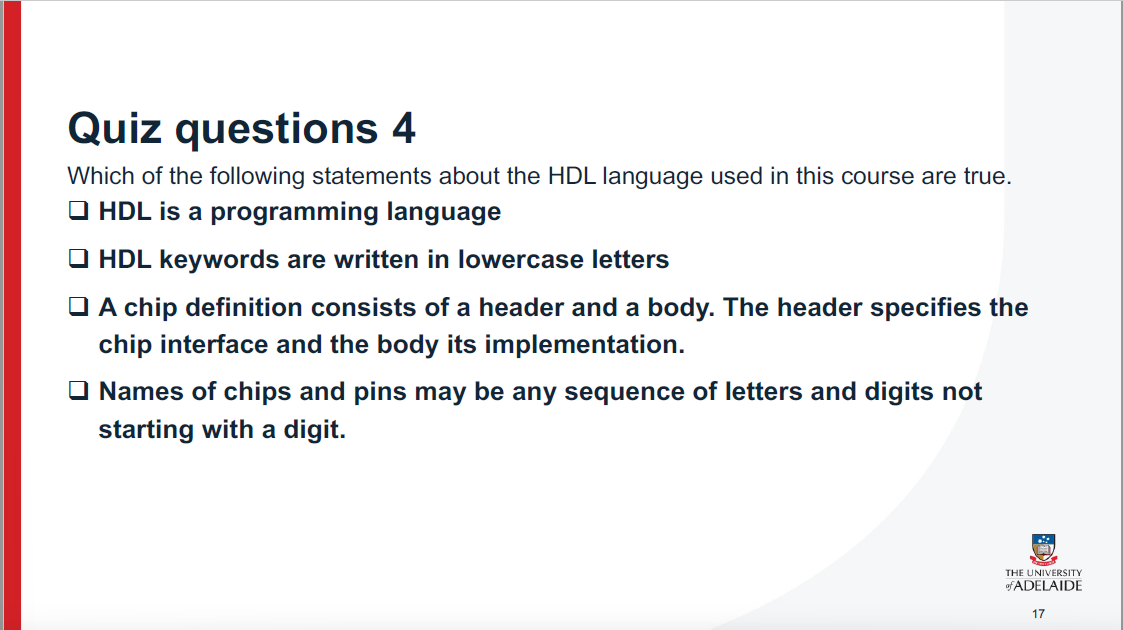 Quiz questions 4
Which of the following statements about the HDL language used in this course are true.
❑ HDL is a programming language
❑ HDL keywords are written in lowercase letters
❑ A chip definition consists of a header and a body. The header specifies the
chip interface and the body its implementation.
❑ Names of chips and pins may be any sequence of letters and digits not
starting with a digit.
THE UNIVERSITY
of ADELAIDE
17